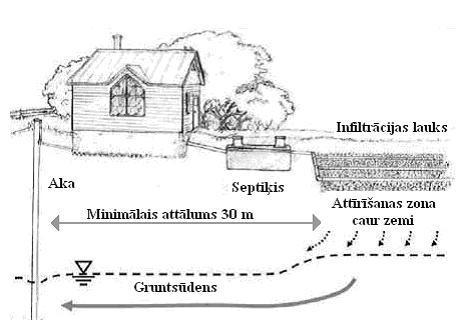 Infiltrācijas lauks
Aka
Septiķis
Attīrīšanas zona
caur zemi
Minimālais attālums 30 m
Gruntsūdens